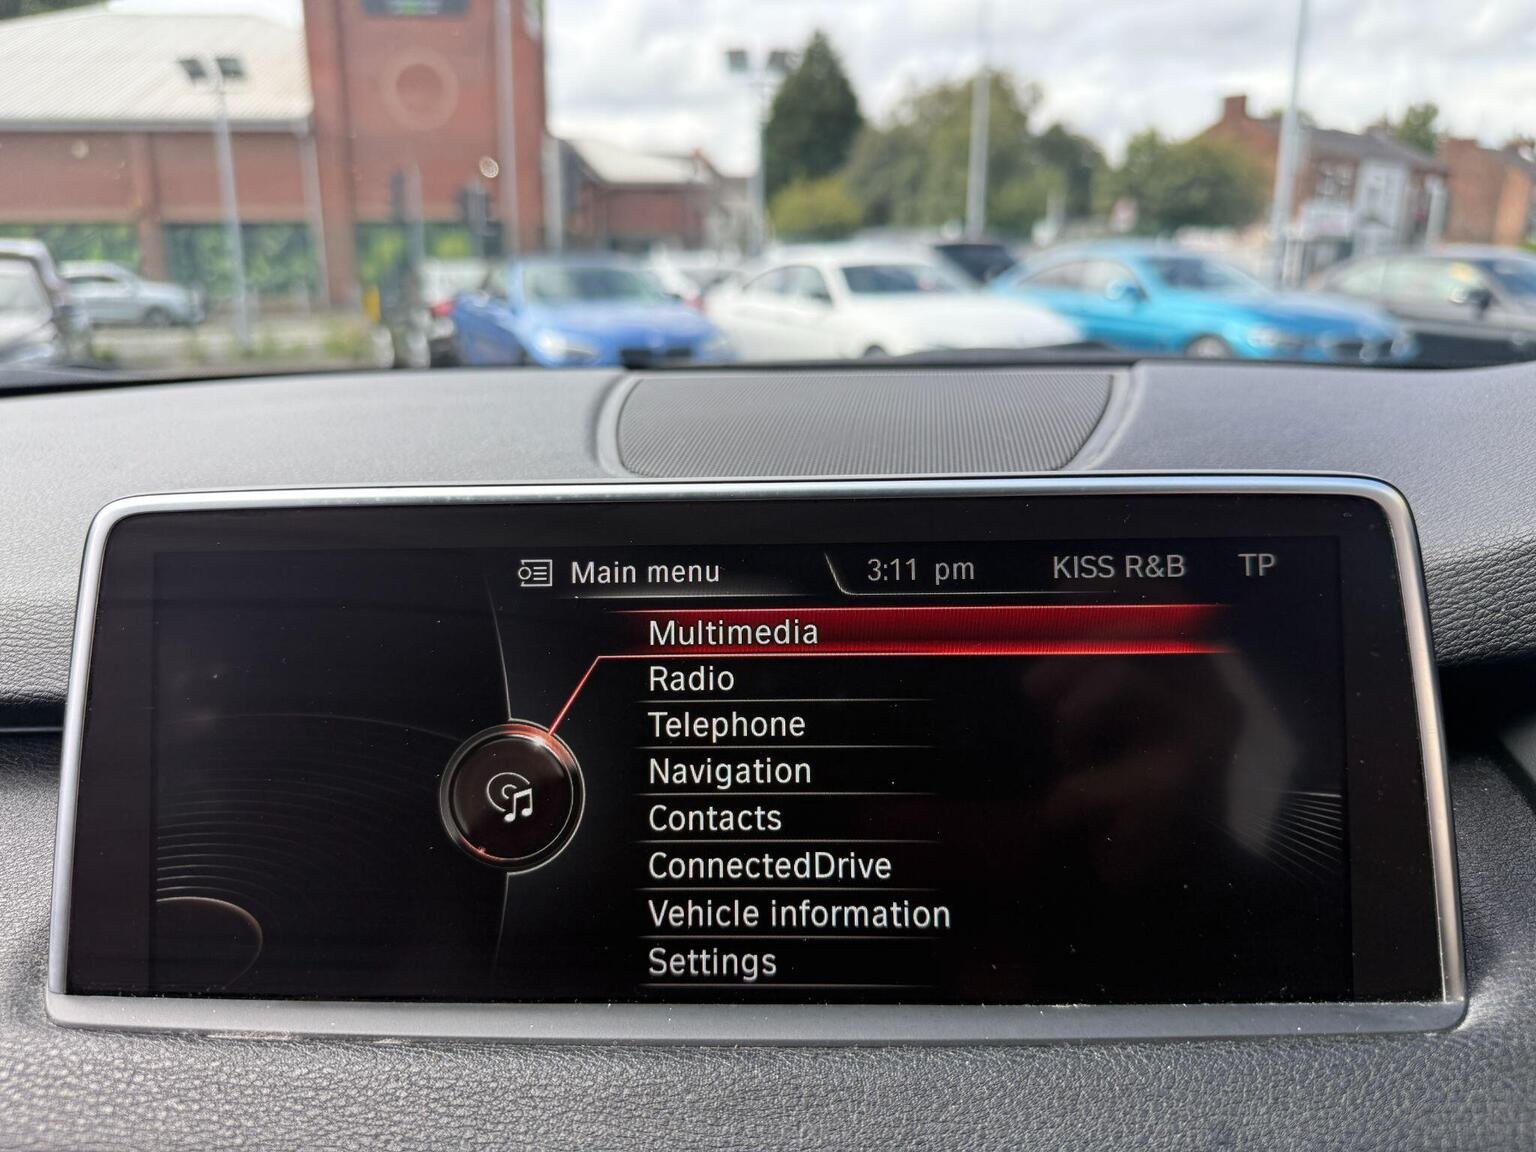 Main menu
3:11 pm
KISS R&B
TP
Multimedia
Radio
Telephone
Navigation
Contacts
ConnectedDrive
Vehicle information
Settings